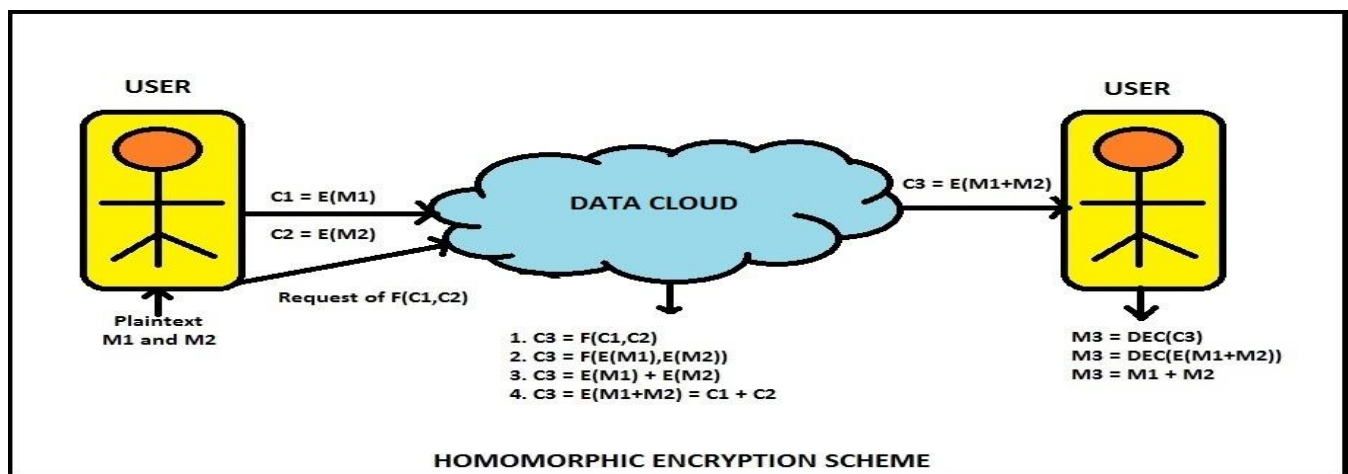 USER
USER
C1 = E(M1)
C2 = E(M2)
Request of F(C1,C2)
Plaintext
M1 and M2
DATA CLOUD
C3 = E(M1+M2)
1. C3 = F(C1,C2)
2. C3 = F(E(M1),E(M2))
3. C3 = E(M1) + E(M2)
4. C3 = E(M1+M2) = C1 + C2
M3 = DEC(C3)
M3 = DEC(E(M1+M2))
M3 = M1 + M2
HOMOMORPHIC ENCRYPTION SCHEME